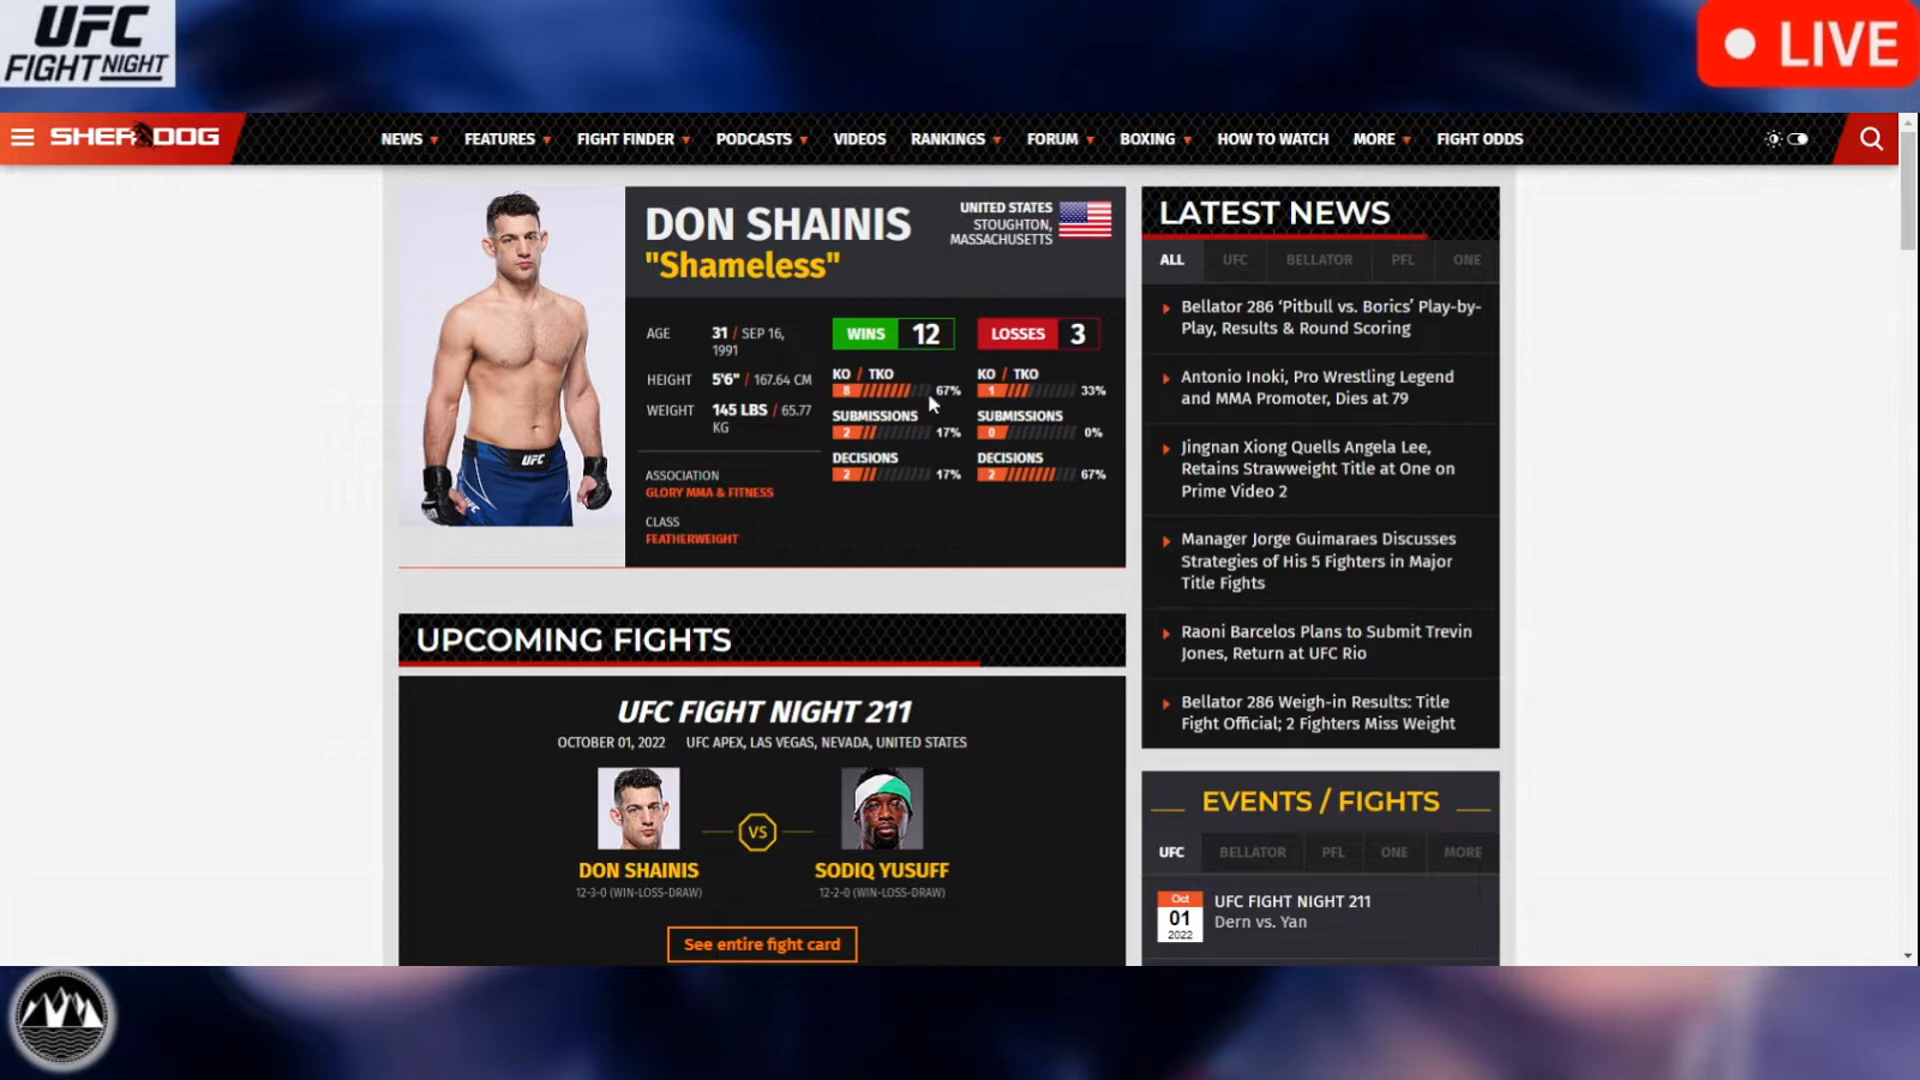 UFC
FIGHT NIGHT
LIVE
SHERDOG
NEWS
FEATURES
FIGHT FINDER
PODCASTS
VIDEOS
RANKINGS
FORUM
BOXING
HOW TO WATCH
MORE
FIGHT ODDS
DON SHAINIS
"Shameless"
UNITED STATES
STOUGHTON,
MASSACHUSETTS
AGE
31 / SEP 16,
1991
HEIGHT
5'6" / 167.64 CM
WEIGHT
145 LBS / 65.77
KG
ASSOCIATION
GLORY MMA & FITNESS
CLASS
FEATHERWEIGHT
WINS 12
KO / TKO
8 67%
SUBMISSIONS
2 17%
DECISIONS
2 17%
LOSSES 3
KO / TKO
1 33%
SUBMISSIONS
0 0%
DECISIONS
2 67%
UFC
UPCOMING FIGHTS
UFC FIGHT NIGHT 211
OCTOBER 01, 2022 UFC APEX, LAS VEGAS, NEVADA, UNITED STATES
VS
DON SHAINIS
12-3-0 (WIN-LOSS-DRAW)
SODIQ YUSUFF
12-2-0 (WIN-LOSS-DRAW)
See entire fight card
LATEST NEWS
ALL
UFC
BELLATOR
PFL
ONE
Bellator 286 ‘Pitbull vs. Borics’ Play-by-
Play, Results & Round Scoring
Antonio Inoki, Pro Wrestling Legend
and MMA Promoter, Dies at 79
Jingnan Xiong Quells Angela Lee,
Retains Strawweight Title at One on
Prime Video 2
Manager Jorge Guimaraes Discusses
Strategies of His 5 Fighters in Major
Title Fights
Raoni Barcelos Plans to Submit Trevin
Jones, Return at UFC Rio
Bellator 286 Weigh-in Results: Title
Fight Official; 2 Fighters Miss Weight
EVENTS / FIGHTS
UFC
BELLATOR
PFL
ONE
MORE
Oct
01
2022
UFC FIGHT NIGHT 211
Dern vs. Yan